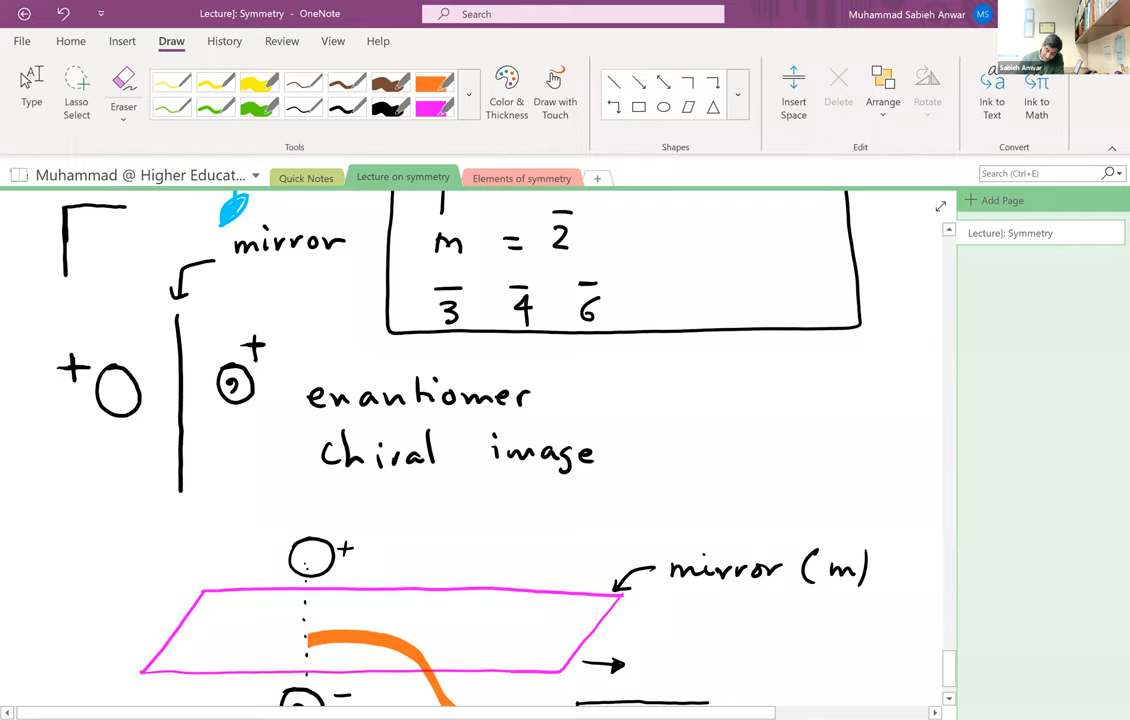 Lecture]: Symmetry - OneNote
Search
Muhammad Sabieh Anwar
MS
File
Home
Insert
Draw
History
Review
View
Help
Sabieh Anwar
Type
Lasso Select
Eraser
Color & Thickness
Draw with Touch
Insert Space
Delete
Arrange
Rotate
Ink to Text
Ink to Math
Tools
Shapes
Edit
Convert
Muhammad @ Higher Educat...
Quick Notes
Lecture on symmetry
Elements of symmetry
Search (Ctrl+E)
Add Page
Lecture]: Symmetry
mirror
m = 2̅
3̅ 4̅ 6̅
+ +
,
enantiomer
chiral image
+
mirror (m)
-